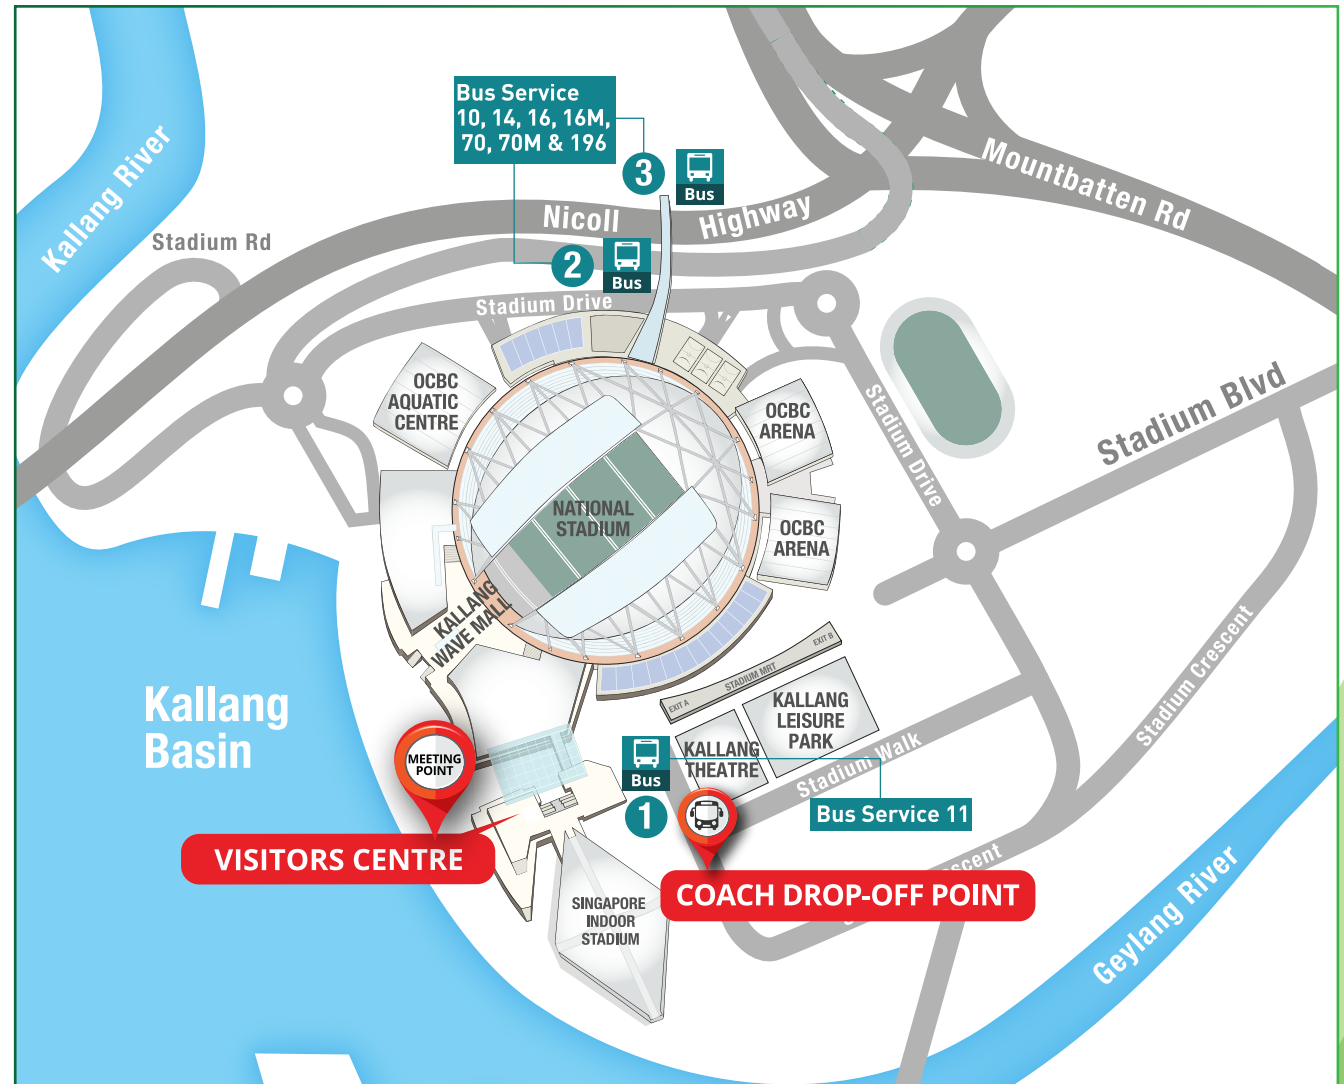 Bus Service
10, 14, 16, 16M,
70, 70M & 196
3
Bus
Kallang River
Mountbatten Rd
Nicoll Highway
Stadium Rd
2
Bus
Stadium Drive
OCBC
AQUATIC
CENTRE
OCBC
ARENA
Stadium Drive
Stadium Blvd
NATIONAL
STADIUM
OCBC
ARENA
KALLANG
WAVE MALL
Stadium Crescent
EXIT B
STADIUM MRT
EXIT A
Kallang
Basin
KALLANG
LEISURE
PARK
KALLANG
THEATRE
Stadium Walk
MEETING
POINT
Bus
1
Bus Service 11
VISITORS CENTRE
COACH DROP-OFF POINT
SINGAPORE
INDOOR
STADIUM
Geylang River